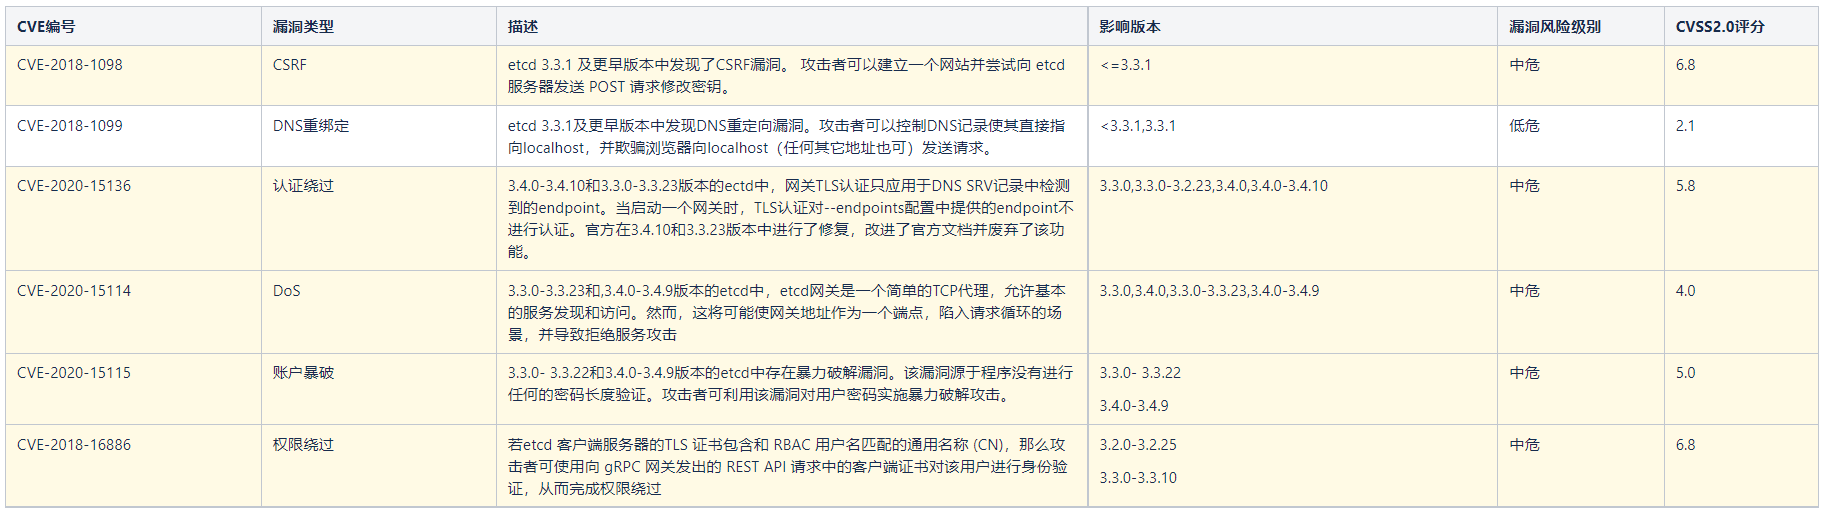 CVE编号 漏洞类型 描述 影响版本 漏洞风险级别 CVSS2.0评分
CVE-2018-1098 CSRF etcd 3.3.1 及更早版本中发现了CSRF漏洞。 攻击者可以建立一个网站并尝试向 etcd <=3.3.1 中危 6.8
服务器发送 POST 请求修改密钥。
CVE-2018-1099 DNS重绑定 etcd 3.3.1及更早版本中发现DNS重定向漏洞。攻击者可以控制DNS记录使其直接指 <3.3.1,3.3.1 低危 2.1
向localhost，并欺骗浏览器向localhost（任何其它地址也可）发送请求。
CVE-2020-15136 认证绕过 3.4.0-3.4.10和3.3.0-3.3.23版本的ectd中，网关TLS认证只应用于DNS SRV记录中检测 3.3.0,3.3.0-3.2.23,3.4.0,3.4.0-3.4.10 中危 5.8
到的endpoint。当启动一个网关时，TLS认证对--endpoints配置中提供的endpoint不
进行认证。官方在3.4.10和3.3.23版本中进行了修复，改进了官方文档并废弃了该功
能。
CVE-2020-15114 DoS 3.3.0-3.3.23和,3.4.0-3.4.9版本的etcd中，etcd网关是一个简单的TCP代理，允许基本 3.3.0,3.4.0,3.3.0-3.3.23,3.4.0-3.4.9 中危 4.0
的服务发现和访问。然而，这将可能使网关地址作为一个端点，陷入请求循环的场
景，并导致拒绝服务攻击
CVE-2020-15115 账户暴破 3.3.0- 3.3.22和3.4.0-3.4.9版本的etcd中存在暴力破解漏洞。该漏洞源于程序没有进行 3.3.0- 3.3.22 中危 5.0
任何的密码长度验证。攻击者可利用该漏洞对用户密码实施暴力破解攻击。
3.4.0-3.4.9
CVE-2018-16886 权限绕过 若etcd 客户端服务器的TLS 证书包含和 RBAC 用户名匹配的通用名称 (CN)，那么攻 3.2.0-3.2.25 中危 6.8
击者可使用向 gRPC 网关发出的 REST API 请求中的客户端证书对该用户进行身份验
3.3.0-3.3.10
证，从而完成权限绕过